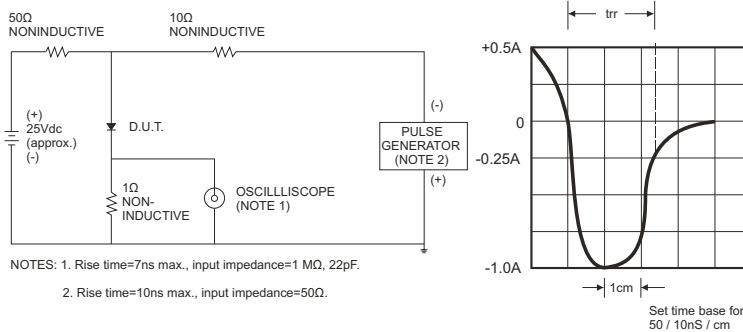 50Ω
NONINDUCTIVE
10Ω
NONINDUCTIVE
(+)
25Vdc
(approx.)
(-)
D.U.T.
1Ω
NON-
INDUCTIVE
OSCILLLISCOPE
(NOTE 1)
(-)
PULSE
GENERATOR
(NOTE 2)
(+)
NOTES: 1. Rise time=7ns max., input impedance=1 MΩ, 22pF.
2. Rise time=10ns max., input impedance=50Ω.
trr
+0.5A
0
-0.25A
-1.0A
1cm
Set time base for
50 / 10nS / cm